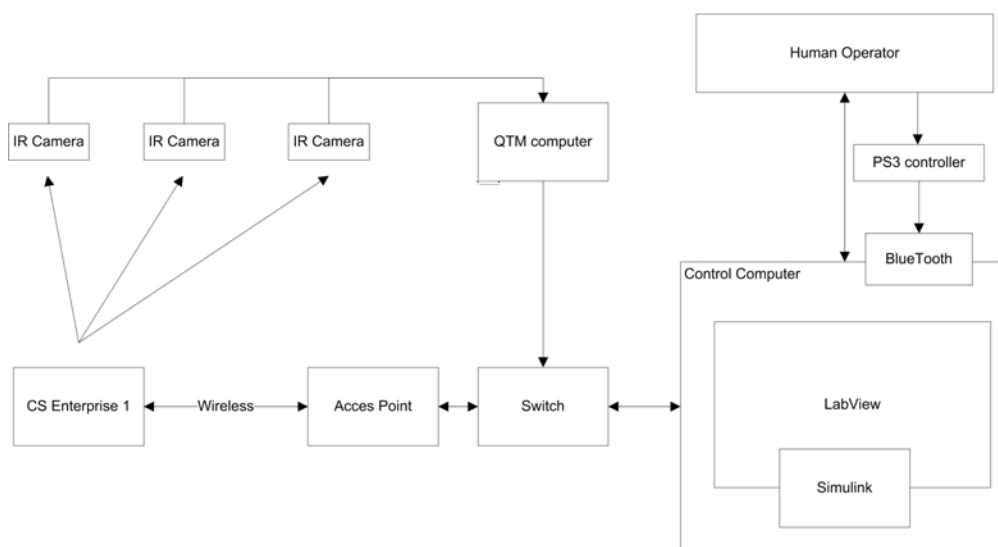 Human Operator
IR Camera
IR Camera
IR Camera
QTM computer
PS3 controller
BlueTooth
Control Computer
CS Enterprise 1
Wireless
Acces Point
Switch
LabView
Simulink